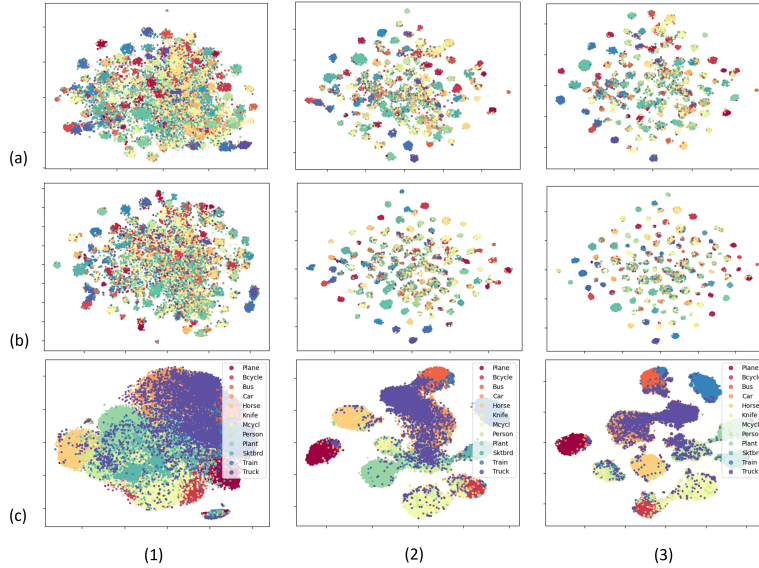 (a)
(b)
Plane
Bcycle
Bus
Car
Horse
Knife
Mcycl
Person
Plant
Sktbrd
Train
Truck
Plane
Bcycle
Bus
Car
Horse
Knife
Mcycl
Person
Plant
Sktbrd
Train
Truck
Plane
Bcycle
Bus
Car
Horse
Knife
Mcycl
Person
Plant
Sktbrd
Train
Truck
(c)
(1)
(2)
(3)